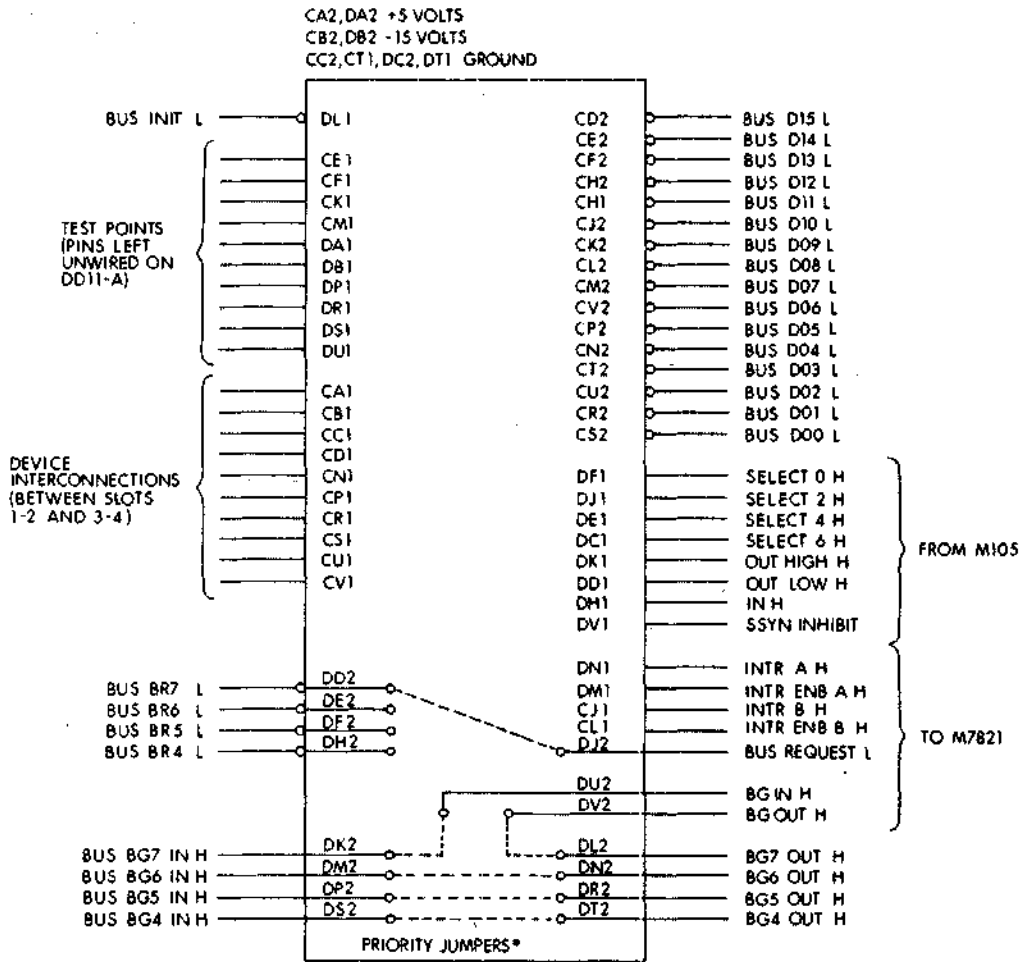 CA2,DA2 +5 VOLTS
CB2,DB2 -15 VOLTS
CC2,CT1,DC2,DT1 GROUND
BUS INIT L DL1 CD2 BUS D15 L
CE2 BUS D14 L
CE1 CF2 BUS D13 L
CF1 CH2 BUS D12 L
CK1 CH1 BUS D11 L
CM1 CJ2 BUS D10 L
DA1 CK2 BUS D09 L
DB1 CL2 BUS D08 L
DP1 CM2 BUS D07 L
DR1 CV2 BUS D06 L
DS1 CP2 BUS D05 L
DU1 CN2 BUS D04 L
CT2 BUS D03 L
TEST POINTS
(PINS LEFT
UNWIRED ON
DD11-A)
CA1 CU2 BUS D02 L
CB1 CR2 BUS D01 L
CC1 CS2 BUS D00 L
CD1
CN1 DF1 SELECT 0 H
CP1 DJ1 SELECT 2 H
CR1 DE1 SELECT 4 H
CS1 DC1 SELECT 6 H
CU1 DK1 OUT HIGH H
CV1 DD1 OUT LOW H
DH1 IN H
DV1 SSYN INHIBIT
DEVICE
INTERCONNECTIONS
(BETWEEN SLOTS
1-2 AND 3-4)
FROM M105
DN1 INTR A H
BUS BR7 L DD2 DM1 INTR ENB A H
BUS BR6 L DE2 CJ1 INTR B H
BUS BR5 L DF2 CL1 INTR ENB B H
BUS BR4 L DH2 DJ2 BUS REQUEST L
DU2 BG IN H
DV2 BG OUT H
TO M7821
BUS BG7 IN H DK2 DL2 BG7 OUT H
BUS BG6 IN H DM2 DN2 BG6 OUT H
BUS BG5 IN H DP2 DR2 BG5 OUT H
BUS BG4 IN H DS2 DT2 BG4 OUT H
PRIORITY JUMPERS*